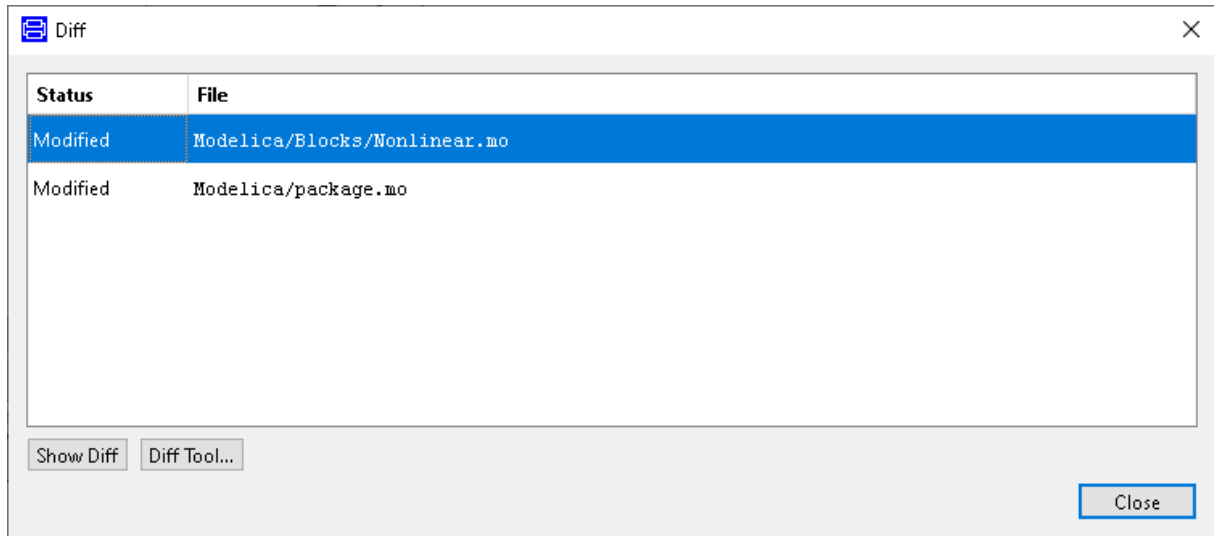 Diff
Status File
Modified Modelica/Blocks/Nonlinear.mo
Modified Modelica/package.mo
Show Diff Diff Tool...
Close